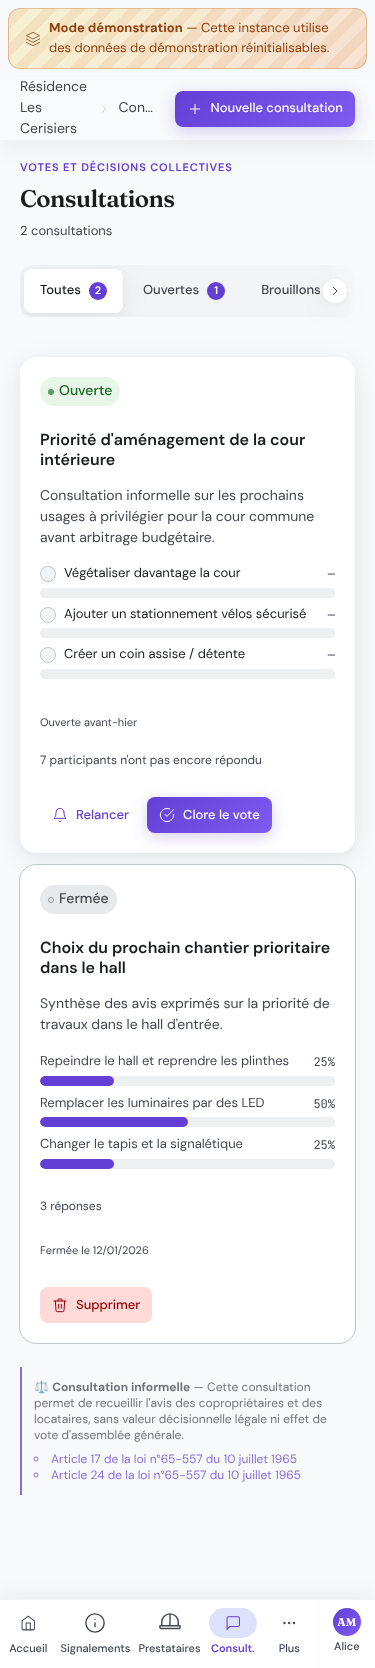 Mode démonstration — Cette instance utilise
des données de démonstration réinitialisables.
Résidence
Les
Cerisiers
Con...
Nouvelle consultation
VOTES ET DÉCISIONS COLLECTIVES
Consultations
2 consultations
Toutes 2
Ouvertes 1
Brouillons
Ouverte
Priorité d'aménagement de la cour
intérieure
Consultation informelle sur les prochains
usages à privilégier pour la cour commune
avant arbitrage budgétaire.
Végétaliser davantage la cour –
Ajouter un stationnement vélos sécurisé –
Créer un coin assise / détente –
Ouverte avant-hier
7 participants n'ont pas encore répondu
Relancer
Clore le vote
Fermée
Choix du prochain chantier prioritaire
dans le hall
Synthèse des avis exprimés sur la priorité de
travaux dans le hall d'entrée.
Repeindre le hall et reprendre les plinthes 25%
Remplacer les luminaires par des LED 50%
Changer le tapis et la signalétique 25%
3 réponses
Fermée le 12/01/2026
Supprimer
⚖️ Consultation informelle — Cette consultation
permet de recueillir l'avis des copropriétaires et des
locataires, sans valeur décisionnelle légale ni effet de
vote d'assemblée générale.
Article 17 de la loi n°65-557 du 10 juillet 1965
Article 24 de la loi n°65-557 du 10 juillet 1965
Accueil
Signalements
Prestataires
Consult.
Plus
AM
Alice